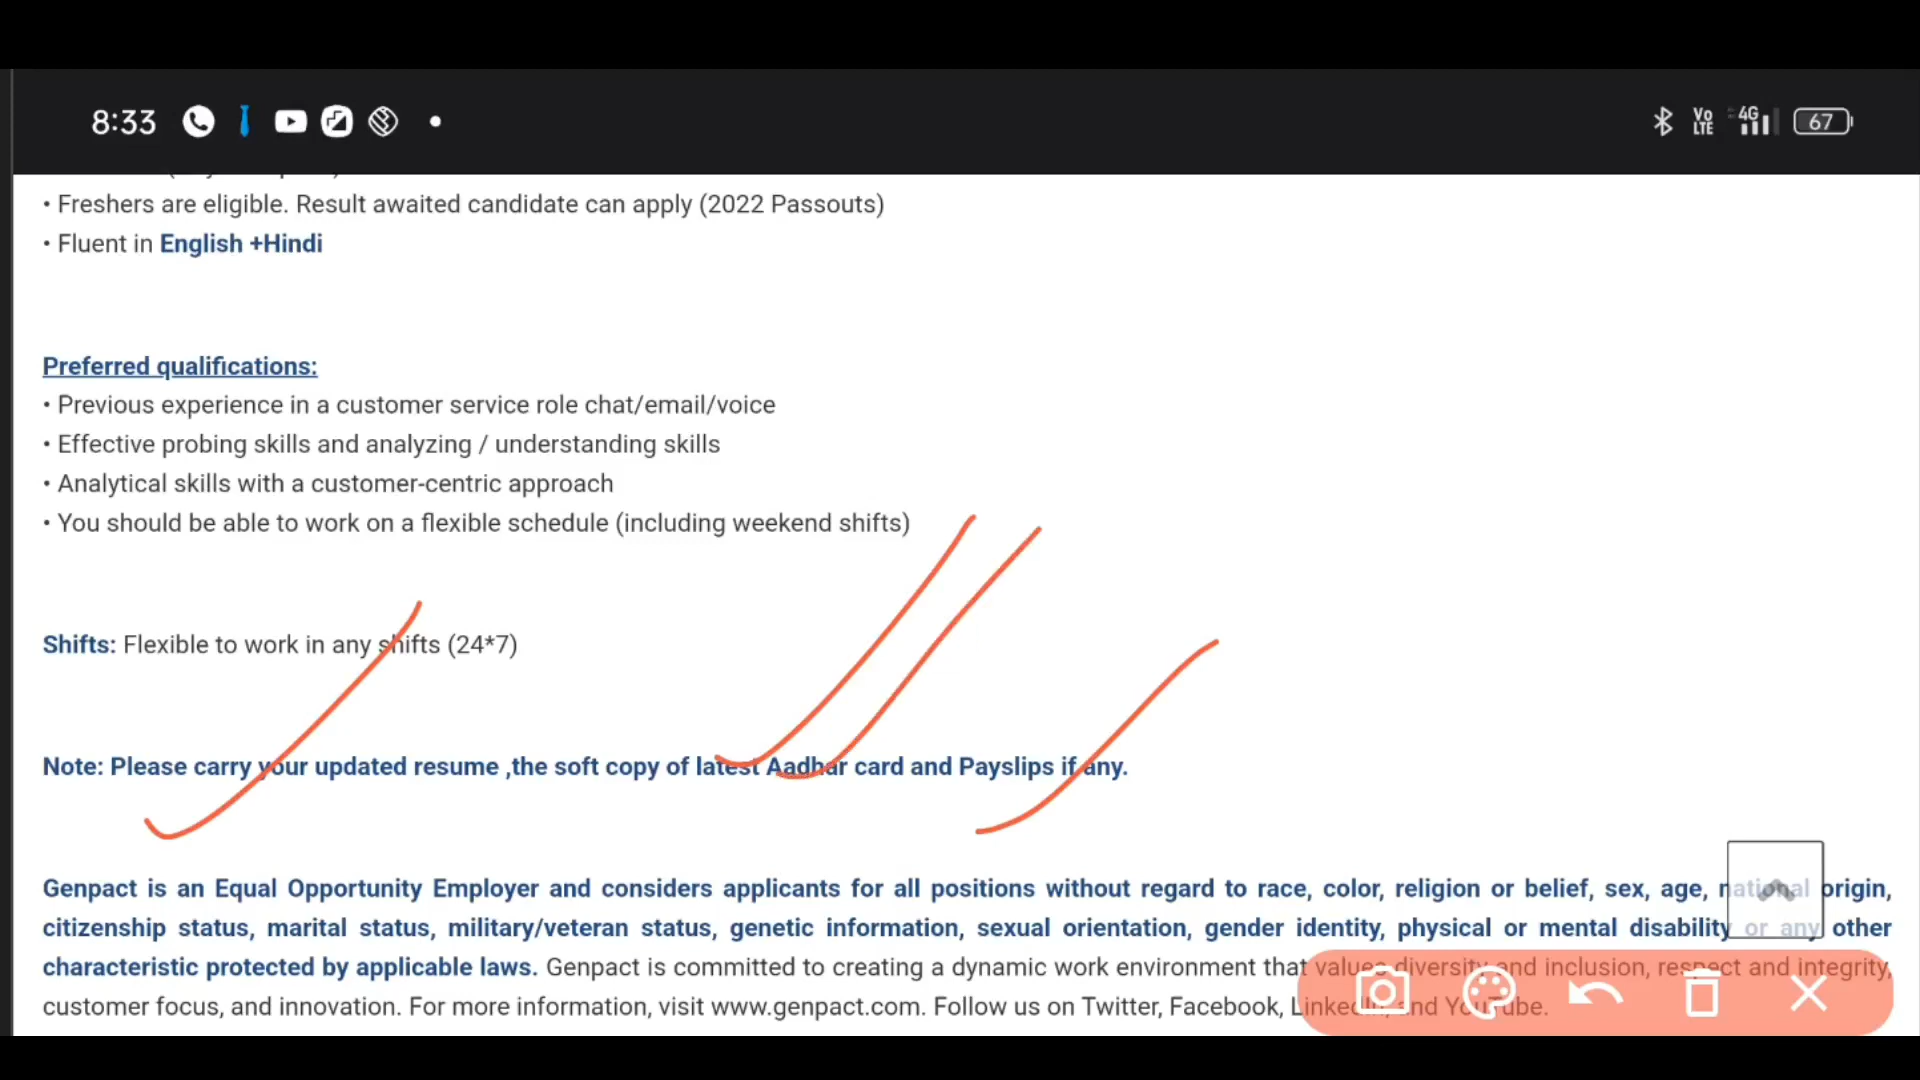 8:33
Vo LTE 4G 67
• Freshers are eligible. Result awaited candidate can apply (2022 Passouts)
• Fluent in English +Hindi
Preferred qualifications:
• Previous experience in a customer service role chat/email/voice
• Effective probing skills and analyzing / understanding skills
• Analytical skills with a customer-centric approach
• You should be able to work on a flexible schedule (including weekend shifts)
Shifts: Flexible to work in any shifts (24*7)
Note: Please carry your updated resume ,the soft copy of latest Aadhar card and Payslips if any.
Genpact is an Equal Opportunity Employer and considers applicants for all positions without regard to race, color, religion or belief, sex, age, national origin,
citizenship status, marital status, military/veteran status, genetic information, sexual orientation, gender identity, physical or mental disability or any other
characteristic protected by applicable laws. Genpact is committed to creating a dynamic work environment that values diversity and inclusion, respect and integrity,
customer focus, and innovation. For more information, visit www.genpact.com. Follow us on Twitter, Facebook, LinkedIn, and YouTube.